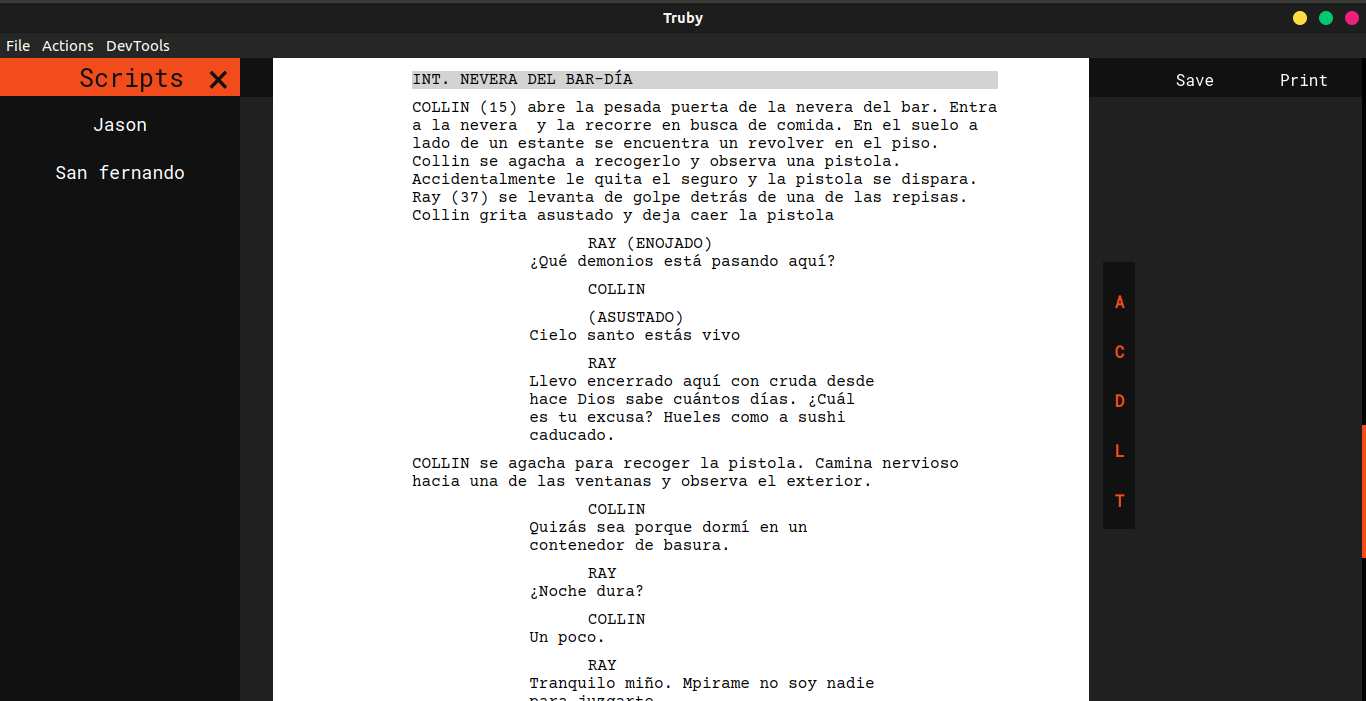 Truby
File Actions DevTools
Scripts ×
Jason
San fernando
INT. NEVERA DEL BAR-DÍA
COLLIN (15) abre la pesada puerta de la nevera del bar. Entra
a la nevera  y la recorre en busca de comida. En el suelo a
lado de un estante se encuentra un revolver en el piso.
Collin se agacha a recogerlo y observa una pistola.
Accidentalmente le quita el seguro y la pistola se dispara.
Ray (37) se levanta de golpe detrás de una de las repisas.
Collin grita asustado y deja caer la pistola
RAY (ENOJADO)
¿Qué demonios está pasando aquí?
COLLIN
(ASUSTADO)
Cielo santo estás vivo
RAY
Llevo encerrado aquí con cruda desde
hace Dios sabe cuántos días. ¿Cuál
es tu excusa? Hueles como a sushi
caducado.
COLLIN se agacha para recoger la pistola. Camina nervioso
hacia una de las ventanas y observa el exterior.
COLLIN
Quizás sea porque dormí en un
contenedor de basura.
RAY
¿Noche dura?
COLLIN
Un poco.
RAY
Tranquilo miño. Mpirame no soy nadie
para juzgarte
Save Print
A
C
D
L
T